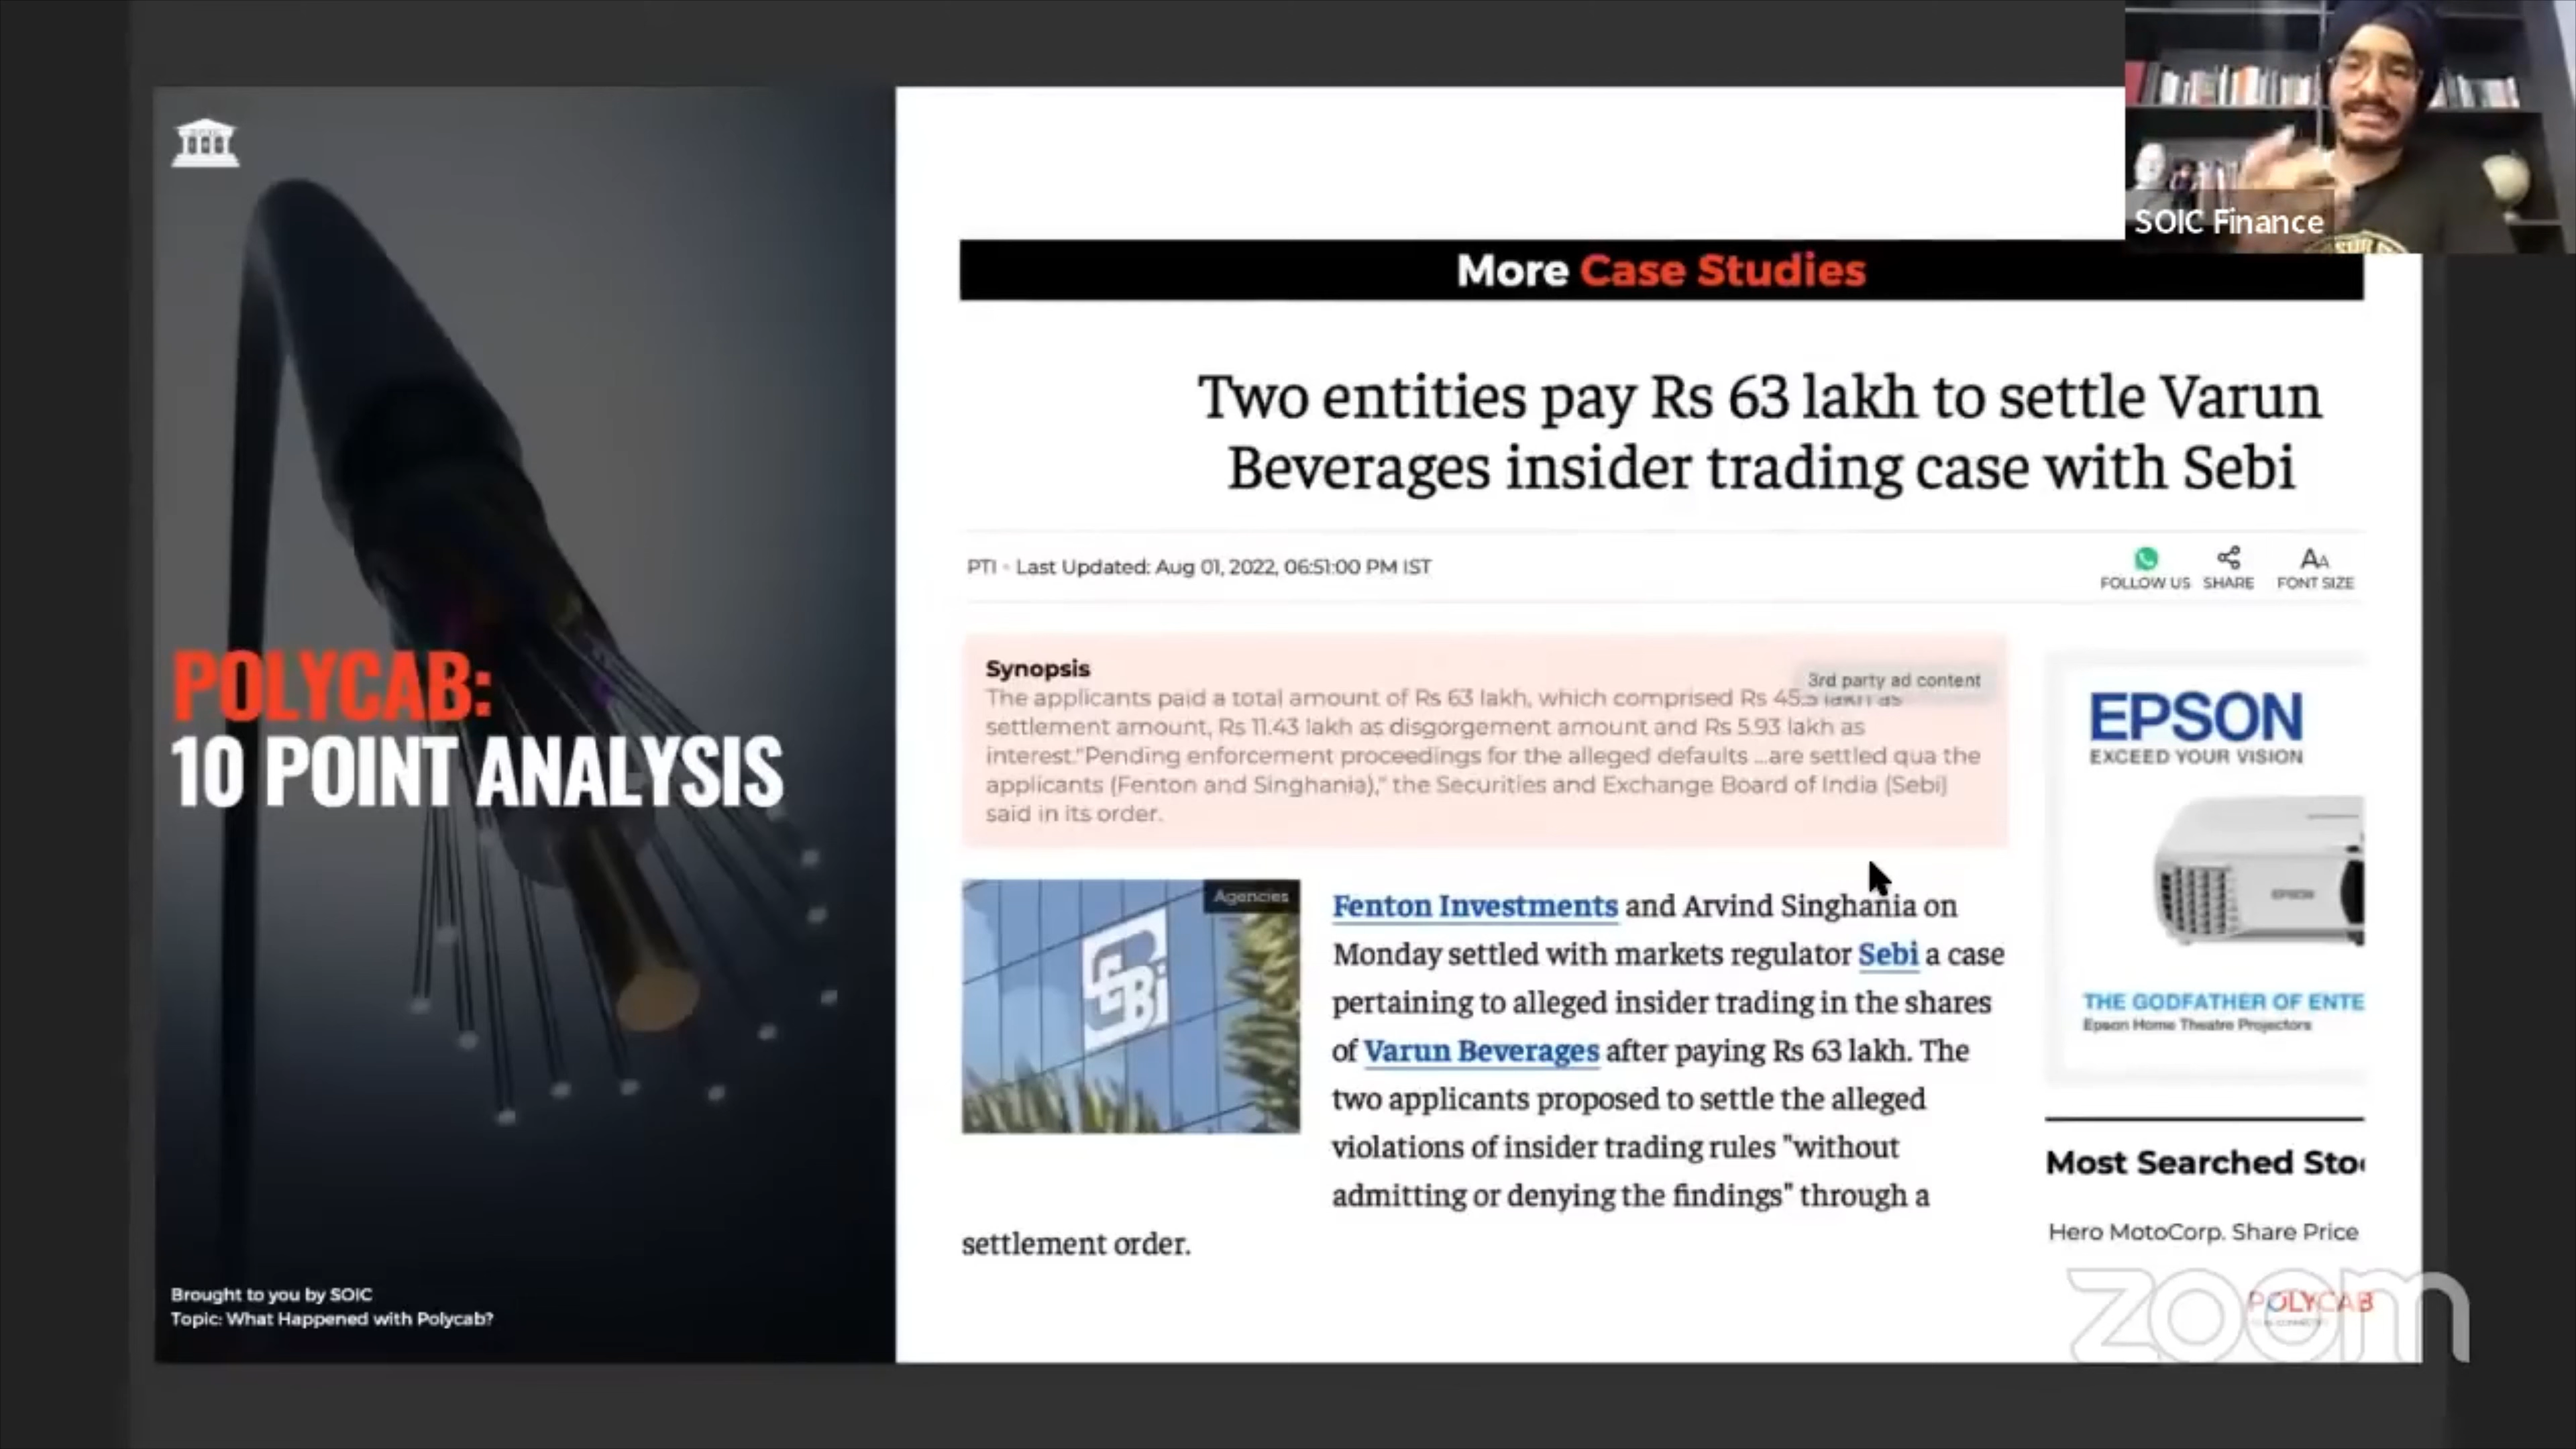 SOIC Finance
More Case Studies
Two entities pay Rs 63 lakh to settle Varun
Beverages insider trading case with Sebi
PTI • Last Updated: Aug 01, 2022, 06:51:00 PM IST
FOLLOW US SHARE FONT SIZE
Synopsis
3rd party ad content
The applicants paid a total amount of Rs 63 lakh, which comprised Rs 45.5 lakh as
settlement amount, Rs 11.43 lakh as disgorgement amount and Rs 5.93 lakh as
interest."Pending enforcement proceedings for the alleged defaults ...are settled qua the
applicants (Fenton and Singhania)," the Securities and Exchange Board of India (Sebi)
said in its order.
Agencies
SEBI
Fenton Investments and Arvind Singhania on
Monday settled with markets regulator Sebi a case
pertaining to alleged insider trading in the shares
of Varun Beverages after paying Rs 63 lakh. The
two applicants proposed to settle the alleged
violations of insider trading rules "without
admitting or denying the findings" through a
settlement order.
EPSON
EXCEED YOUR VISION
EPSON
THE GODFATHER OF ENTE
Epson Home Theatre Projectors
Most Searched Sto
Hero MotoCorp. Share Price
POLYCAB:
10 POINT ANALYSIS
Brought to you by SOIC
Topic: What Happened with Polycab?
POLYCAB
zoom